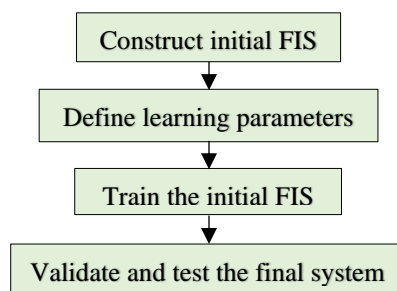 Construct initial FIS
Define learning parameters
Train the initial FIS
Validate and test the final system